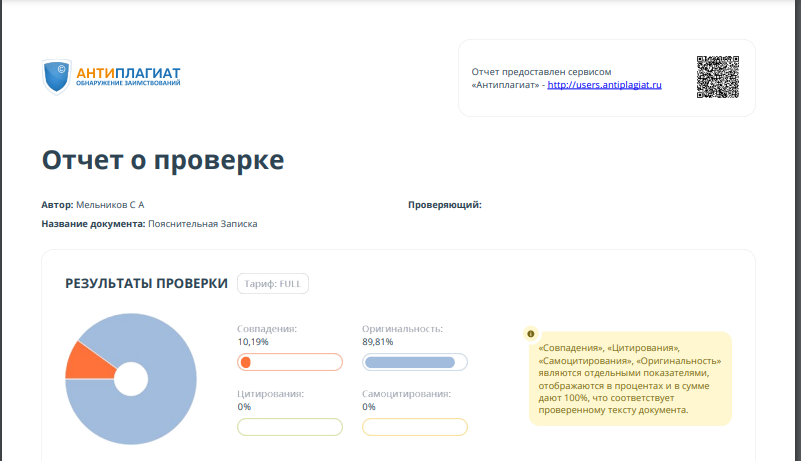 ©
АНТИПЛАГИАТ
ОБНАРУЖЕНИЕ ЗАИМСТВОВАНИЙ
Отчет предоставлен сервисом
«Антиплагиат» - http://users.antiplagiat.ru
Отчет о проверке
Автор: Мельников С А
Проверяющий:
Название документа: Пояснительная Записка
РЕЗУЛЬТАТЫ ПРОВЕРКИ
Тариф: FULL
Совпадения:
10,19%
Оригинальность:
89,81%
Цитирования:
0%
Самоцитирования:
0%
«Совпадения», «Цитирования»,
«Самоцитирования», «Оригинальность»
являются отдельными показателями,
отображаются в процентах и в сумме
дают 100%, что соответствует
проверенному тексту документа.